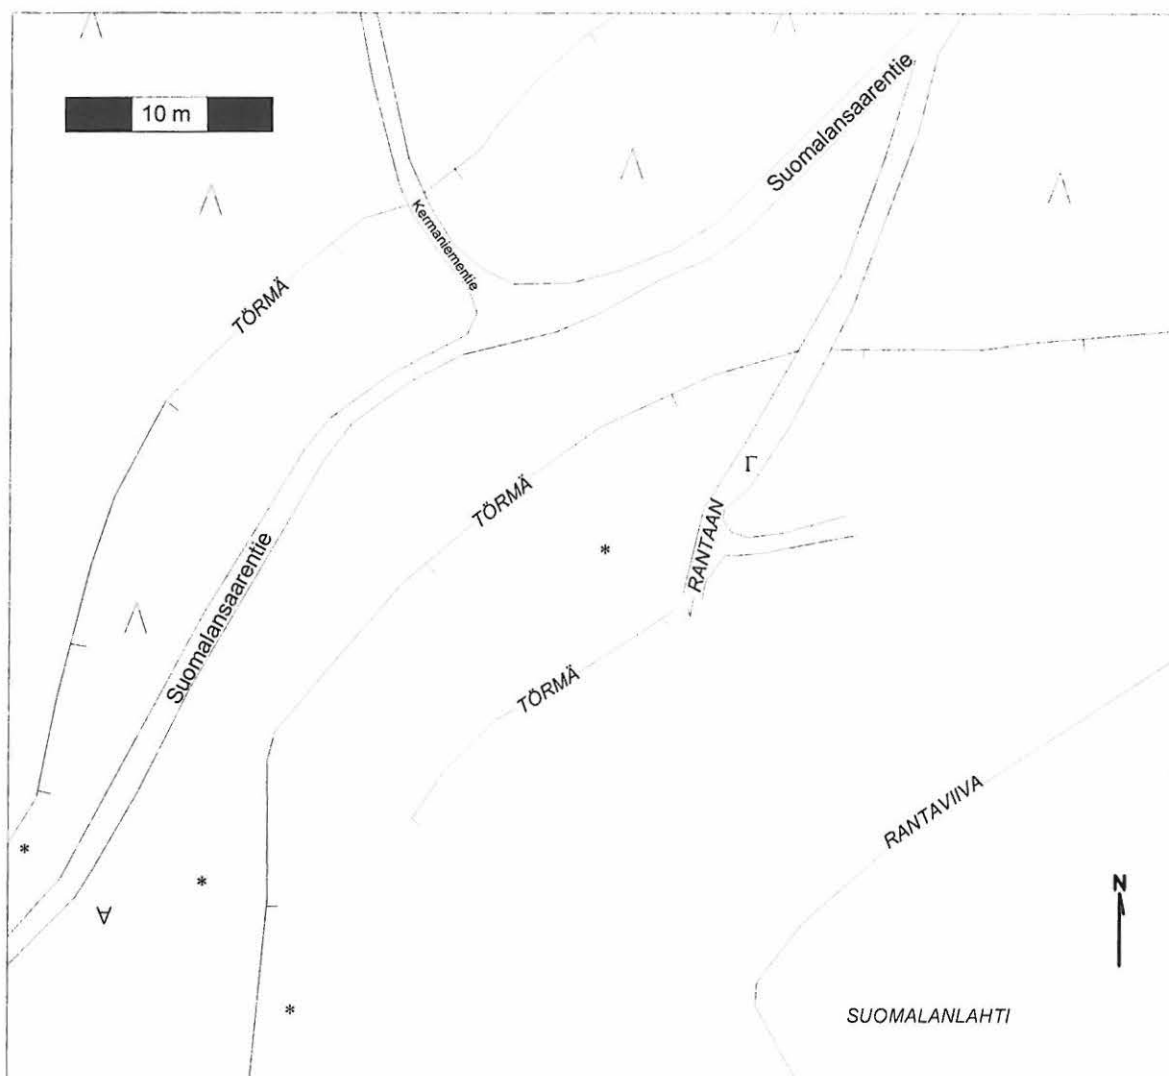 10 m
Suomalansaarentie
Kermaniementie
TÖRMÄ
TÖRMÄ
RANTAAN
Suomalansaarentie
TÖRMÄ
RANTAVIIVA
N
SUOMALANLAHTI